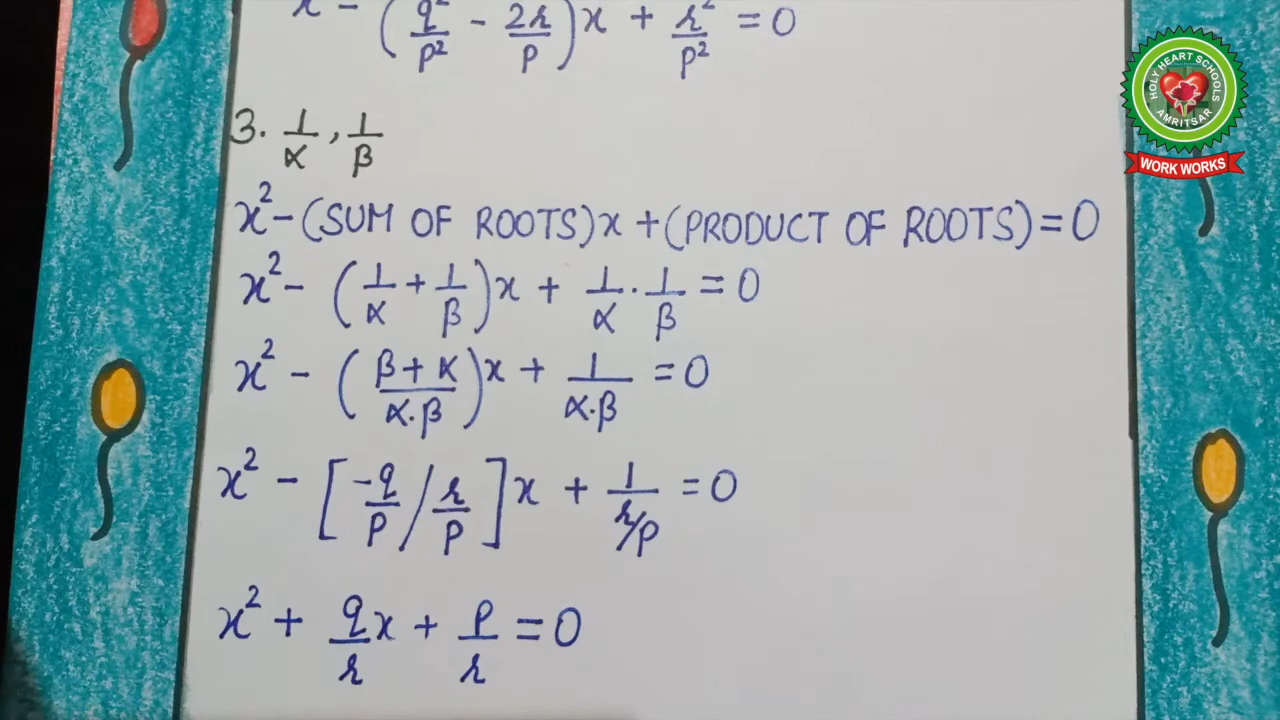 x² - (q²/p² - 2r/p)x + r²/p² = 0
3. 1/α, 1/β
x² - (SUM OF ROOTS)x + (PRODUCT OF ROOTS) = 0
x² - (1/α + 1/β)x + 1/α · 1/β = 0
x² - (β + α/α·β)x + 1/α·β = 0
x² - [-q/p / r/p]x + 1/r/p = 0
x² + q/r x + p/r = 0
HOLY HEART SCHOOLS
AMRITSAR
WORK WORKS